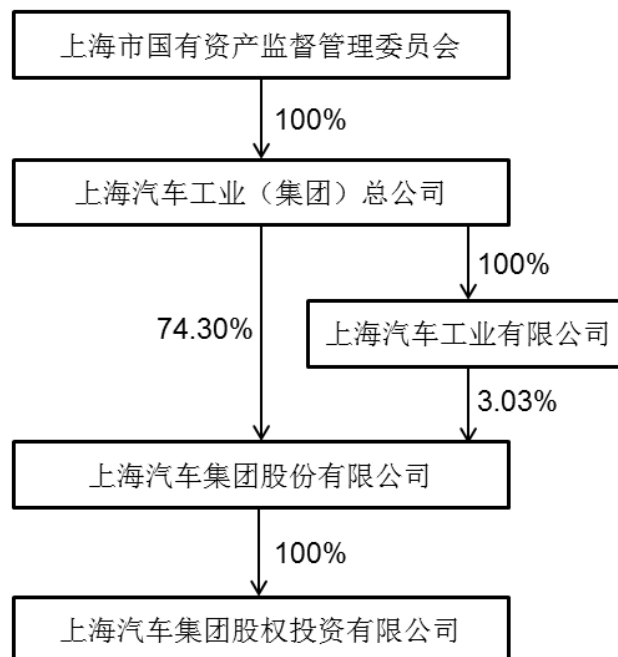 上海市国有资产监督管理委员会
100%
上海汽车工业（集团）总公司
100%
74.30%
上海汽车工业有限公司
3.03%
上海汽车集团股份有限公司
100%
上海汽车集团股权投资有限公司